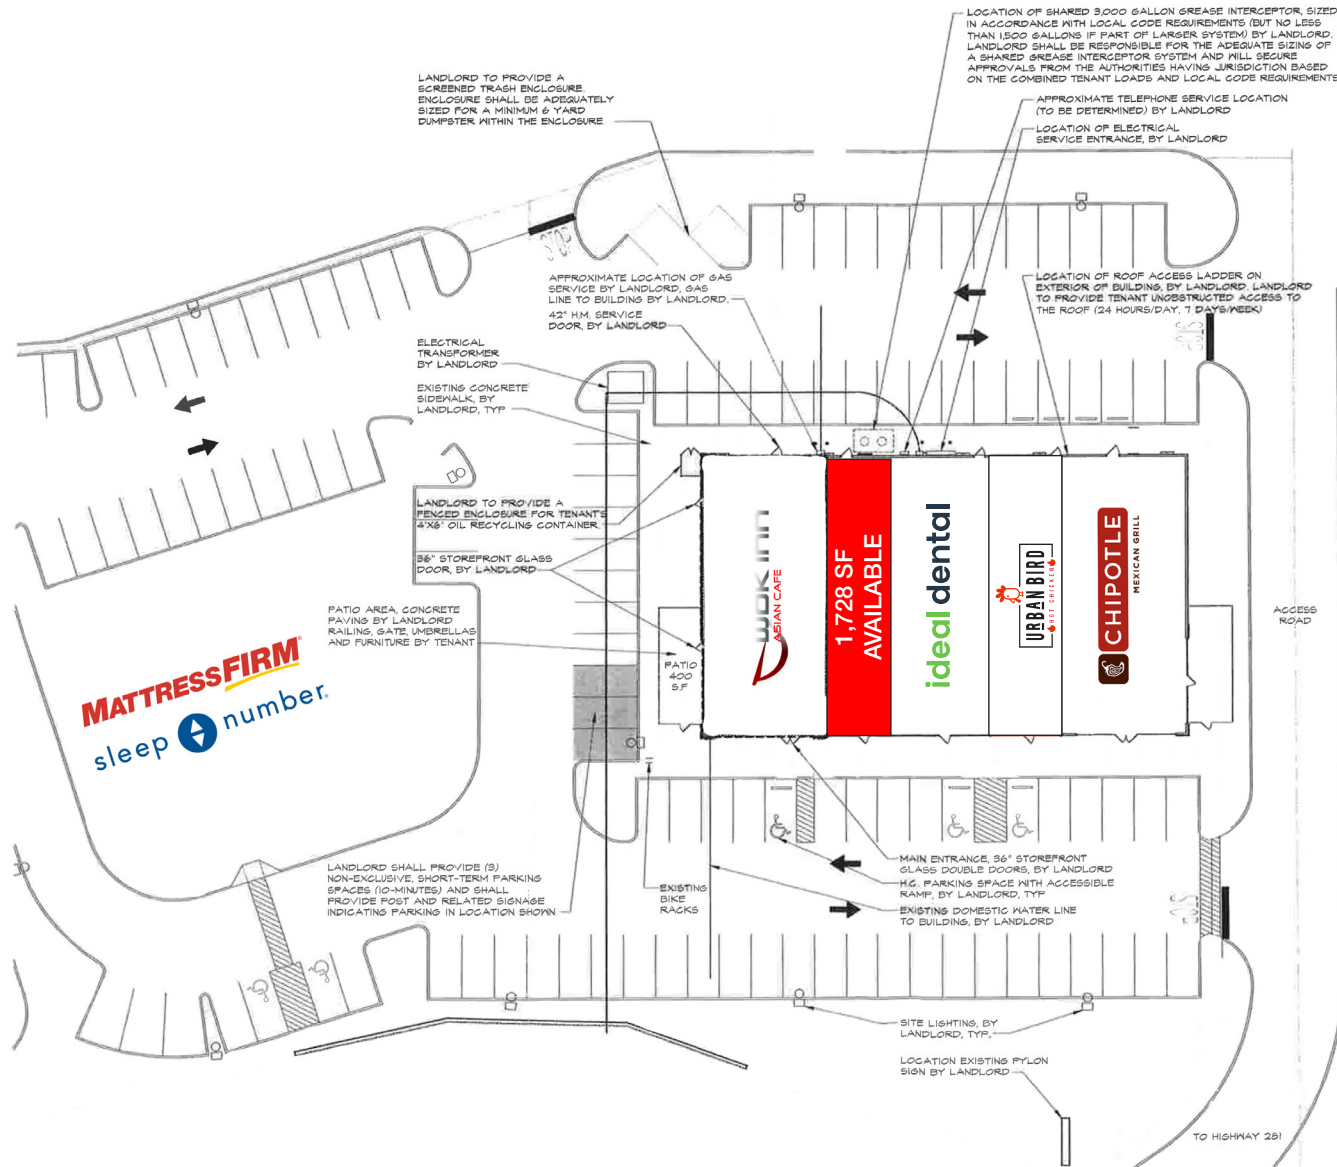 LOCATION OF SHARED 3,000 GALLON GREASE INTERCEPTOR, SIZED
IN ACCORDANCE WITH LOCAL CODE REQUIREMENTS (BUT NO LESS
THAN 1,500 GALLONS IF PART OF LARGER SYSTEM) BY LANDLORD.
LANDLORD SHALL BE RESPONSIBLE FOR THE ADEQUATE SIZING OF
A SHARED GREASE INTERCEPTOR SYSTEM AND WILL SECURE
APPROVALS FROM THE AUTHORITIES HAVING JURISDICTION BASED
ON THE COMBINED TENANT LOADS AND LOCAL CODE REQUIREMENTS
LANDLORD TO PROVIDE A
SCREENED TRASH ENCLOSURE.
ENCLOSURE SHALL BE ADEQUATELY
SIZED FOR A MINIMUM 6 YARD
DUMPSTER WITHIN THE ENCLOSURE
APPROXIMATE TELEPHONE SERVICE LOCATION
(TO BE DETERMINED) BY LANDLORD
LOCATION OF ELECTRICAL
SERVICE ENTRANCE, BY LANDLORD
STOP
APPROXIMATE LOCATION OF GAS
SERVICE BY LANDLORD, GAS
LINE TO BUILDING BY LANDLORD.
42" H.M. SERVICE
DOOR, BY LANDLORD
LOCATION OF ROOF ACCESS LADDER ON
EXTERIOR OF BUILDING, BY LANDLORD. LANDLORD
TO PROVIDE TENANT UNOBSTRUCTED ACCESS TO
THE ROOF (24 HOURS/DAY, 7 DAYS/WEEK)
STOP
ELECTRICAL
TRANSFORMER
BY LANDLORD
EXISTING CONCRETE
SIDEWALK, BY
LANDLORD, TYP
LANDLORD TO PROVIDE A
FENCED ENCLOSURE FOR TENANT'S
4'X6' OIL RECYCLING CONTAINER
36" STOREFRONT GLASS
DOOR, BY LANDLORD
PATIO AREA, CONCRETE
PAVING BY LANDLORD
RAILING, GATE, UMBRELLAS
AND FURNITURE BY TENANT
PATIO
400
S.F
WOK INN
ASIAN CAFE
1,728 SF
AVAILABLE
ideal dental
URBAN BIRD
HOT CHICKEN
CHIPOTLE
MEXICAN GRILL
ACCESS
ROAD
MATTRESSFIRM
sleep number.
LANDLORD SHALL PROVIDE (3)
NON-EXCLUSIVE, SHORT-TERM PARKING
SPACES (10-MINUTES) AND SHALL
PROVIDE POST AND RELATED SIGNAGE
INDICATING PARKING IN LOCATION SHOWN
EXISTING
BIKE
RACKS
MAIN ENTRANCE, 36" STOREFRONT
GLASS DOUBLE DOORS, BY LANDLORD
H.C. PARKING SPACE WITH ACCESSIBLE
RAMP, BY LANDLORD, TYP
EXISTING DOMESTIC WATER LINE
TO BUILDING, BY LANDLORD
STOP
SITE LIGHTING, BY
LANDLORD, TYP.
LOCATION EXISTING PYLON
SIGN BY LANDLORD
TO HIGHWAY 281